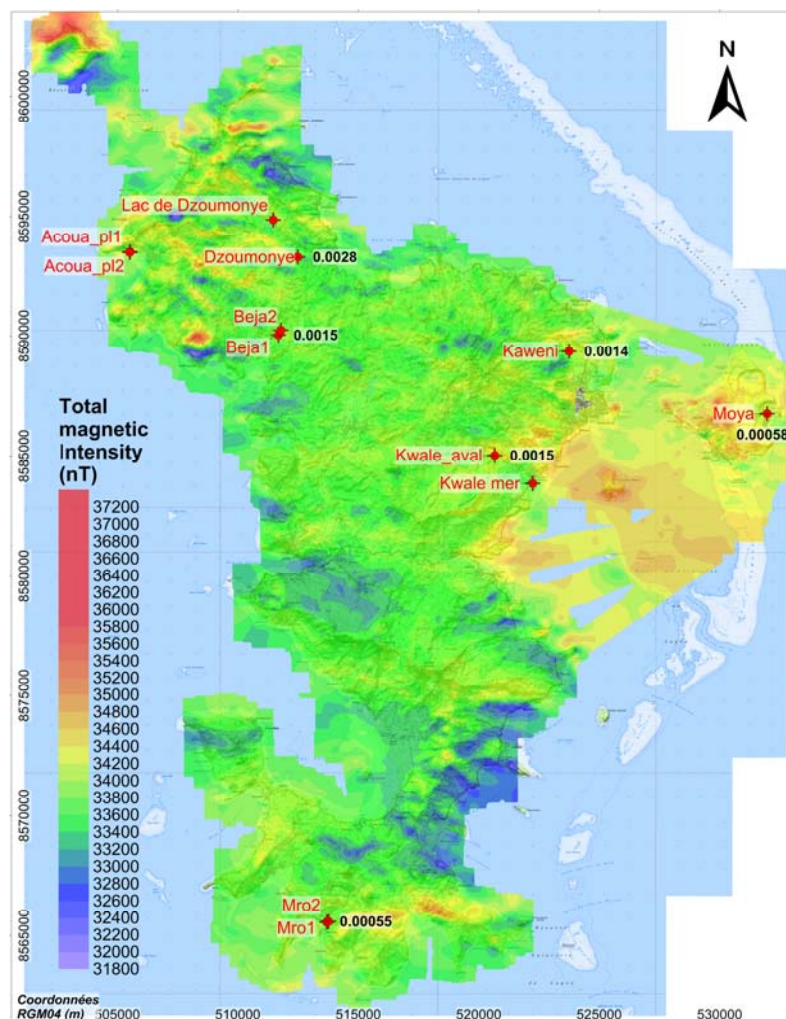 N
8600000
8595000
8590000
8585000
8580000
8575000
8570000
8565000
Lac de Dzoumonye
Acoua_pl1
Acoua_pl2
Dzoumonye 0.0028
Beja2
Beja1 0.0015
Kaweni 0.0014
Moya
0.00058
Kwale_aval 0.0015
Kwale mer
Mro2
Mro1 0.00055
Total
magnetic
Intensity
(nT)
37200
37000
36800
36600
36400
36200
36000
35800
35600
35400
35200
35000
34800
34600
34400
34200
34000
33800
33600
33400
33200
33000
32800
32600
32400
32200
32000
31800
Coordonnées
RGM04 (m) 505000 510000 515000 520000 525000 530000